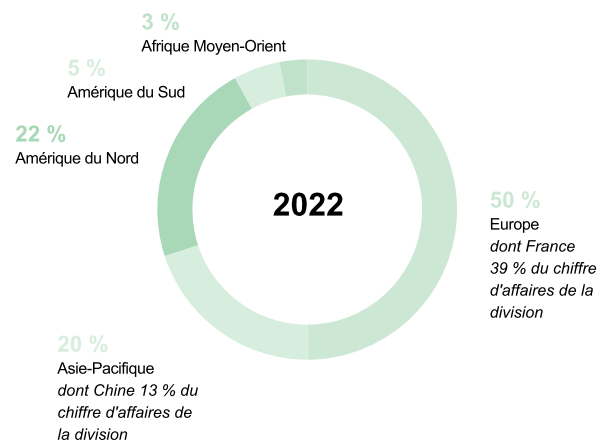 3 %
Afrique Moyen-Orient
5 %
Amérique du Sud
22 %
Amérique du Nord
2022
50 %
Europe
dont France
39 % du chiffre
d'affaires de la
division
20 %
Asie-Pacifique
dont Chine 13 % du
chiffre d'affaires de
la division